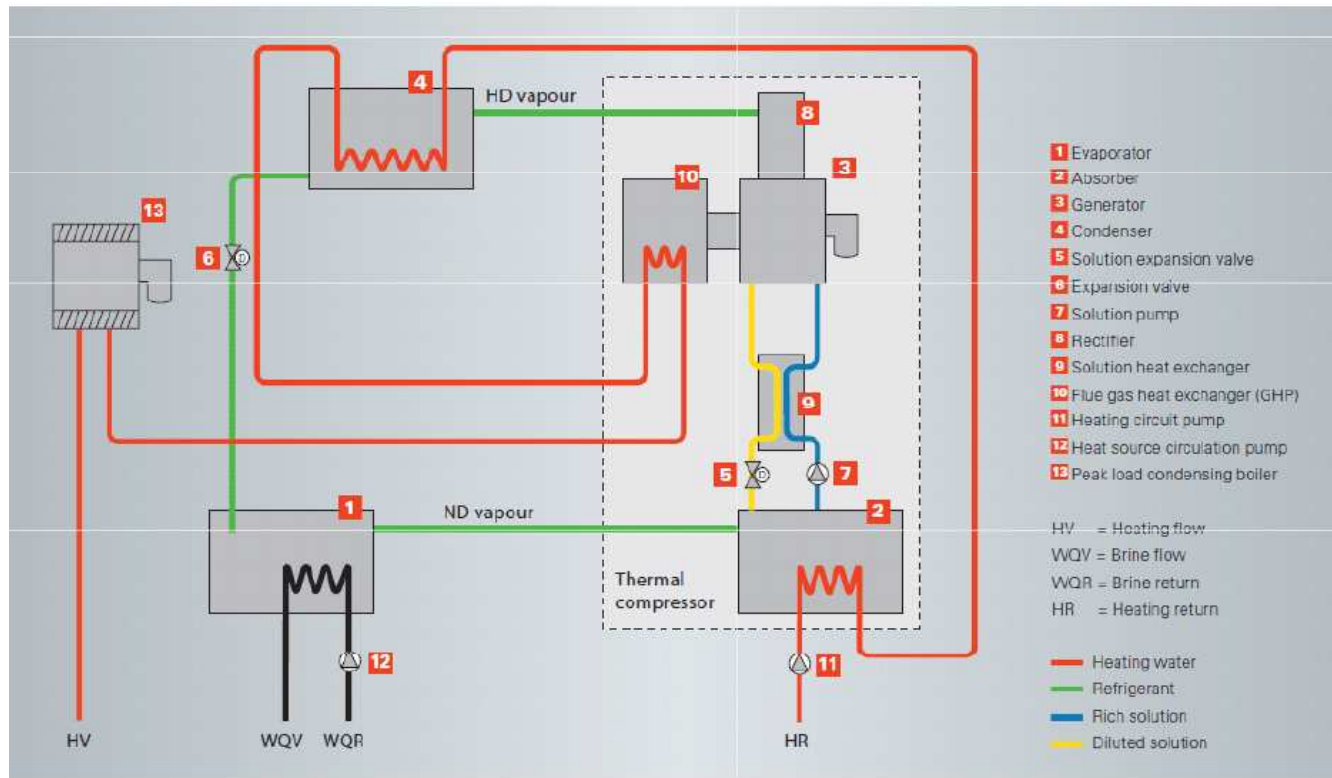 4
HD vapour
8
3
10
13
6
9
5
7
1
ND vapour
2
Thermal
compressor
12
11
HV
WQV
WQR
HR
1 Evaporator
2 Absorber
3 Generator
4 Condenser
5 Solution expansion valve
6 Expansion valve
7 Solution pump
8 Rectifier
9 Solution heat exchanger
10 Flue gas heat exchanger (GHP)
11 Heating circuit pump
12 Heat source circulation pump
13 Peak load condensing boiler
HV = Heating flow
WQV = Brine flow
WQR = Brine return
HR = Heating return
Heating water
Refrigerant
Rich solution
Diluted solution